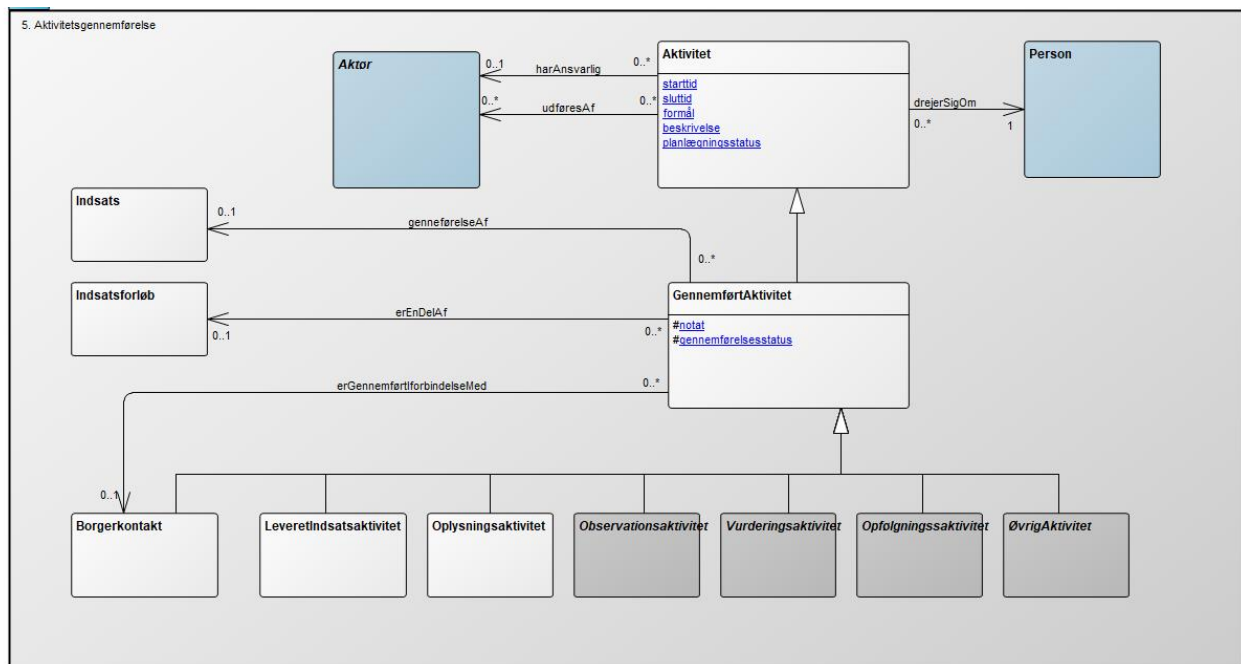 5. Aktivitetsgennemførelse
Aktør
0..1
harAnsvarlig
0..*
0..*
udføresAf
0..*
Aktivitet
starttid
sluttid
formål
beskrivelse
planlægningsstatus
drejerSigOm
0..*
1
Person
Indsats
0..1
genneførelseAf
0..*
Indsatsforløb
0..1
erEnDelAf
0..*
GennemførtAktivitet
#notat
#gennemførelsesstatus
erGennemførtIforbindelseMed
0..*
0..1
Borgerkontakt
LeveretIndsatsaktivitet
Oplysningsaktivitet
Observationsaktivitet
Vurderingsaktivitet
Opfølgningssaktivitet
ØvrigAktivitet